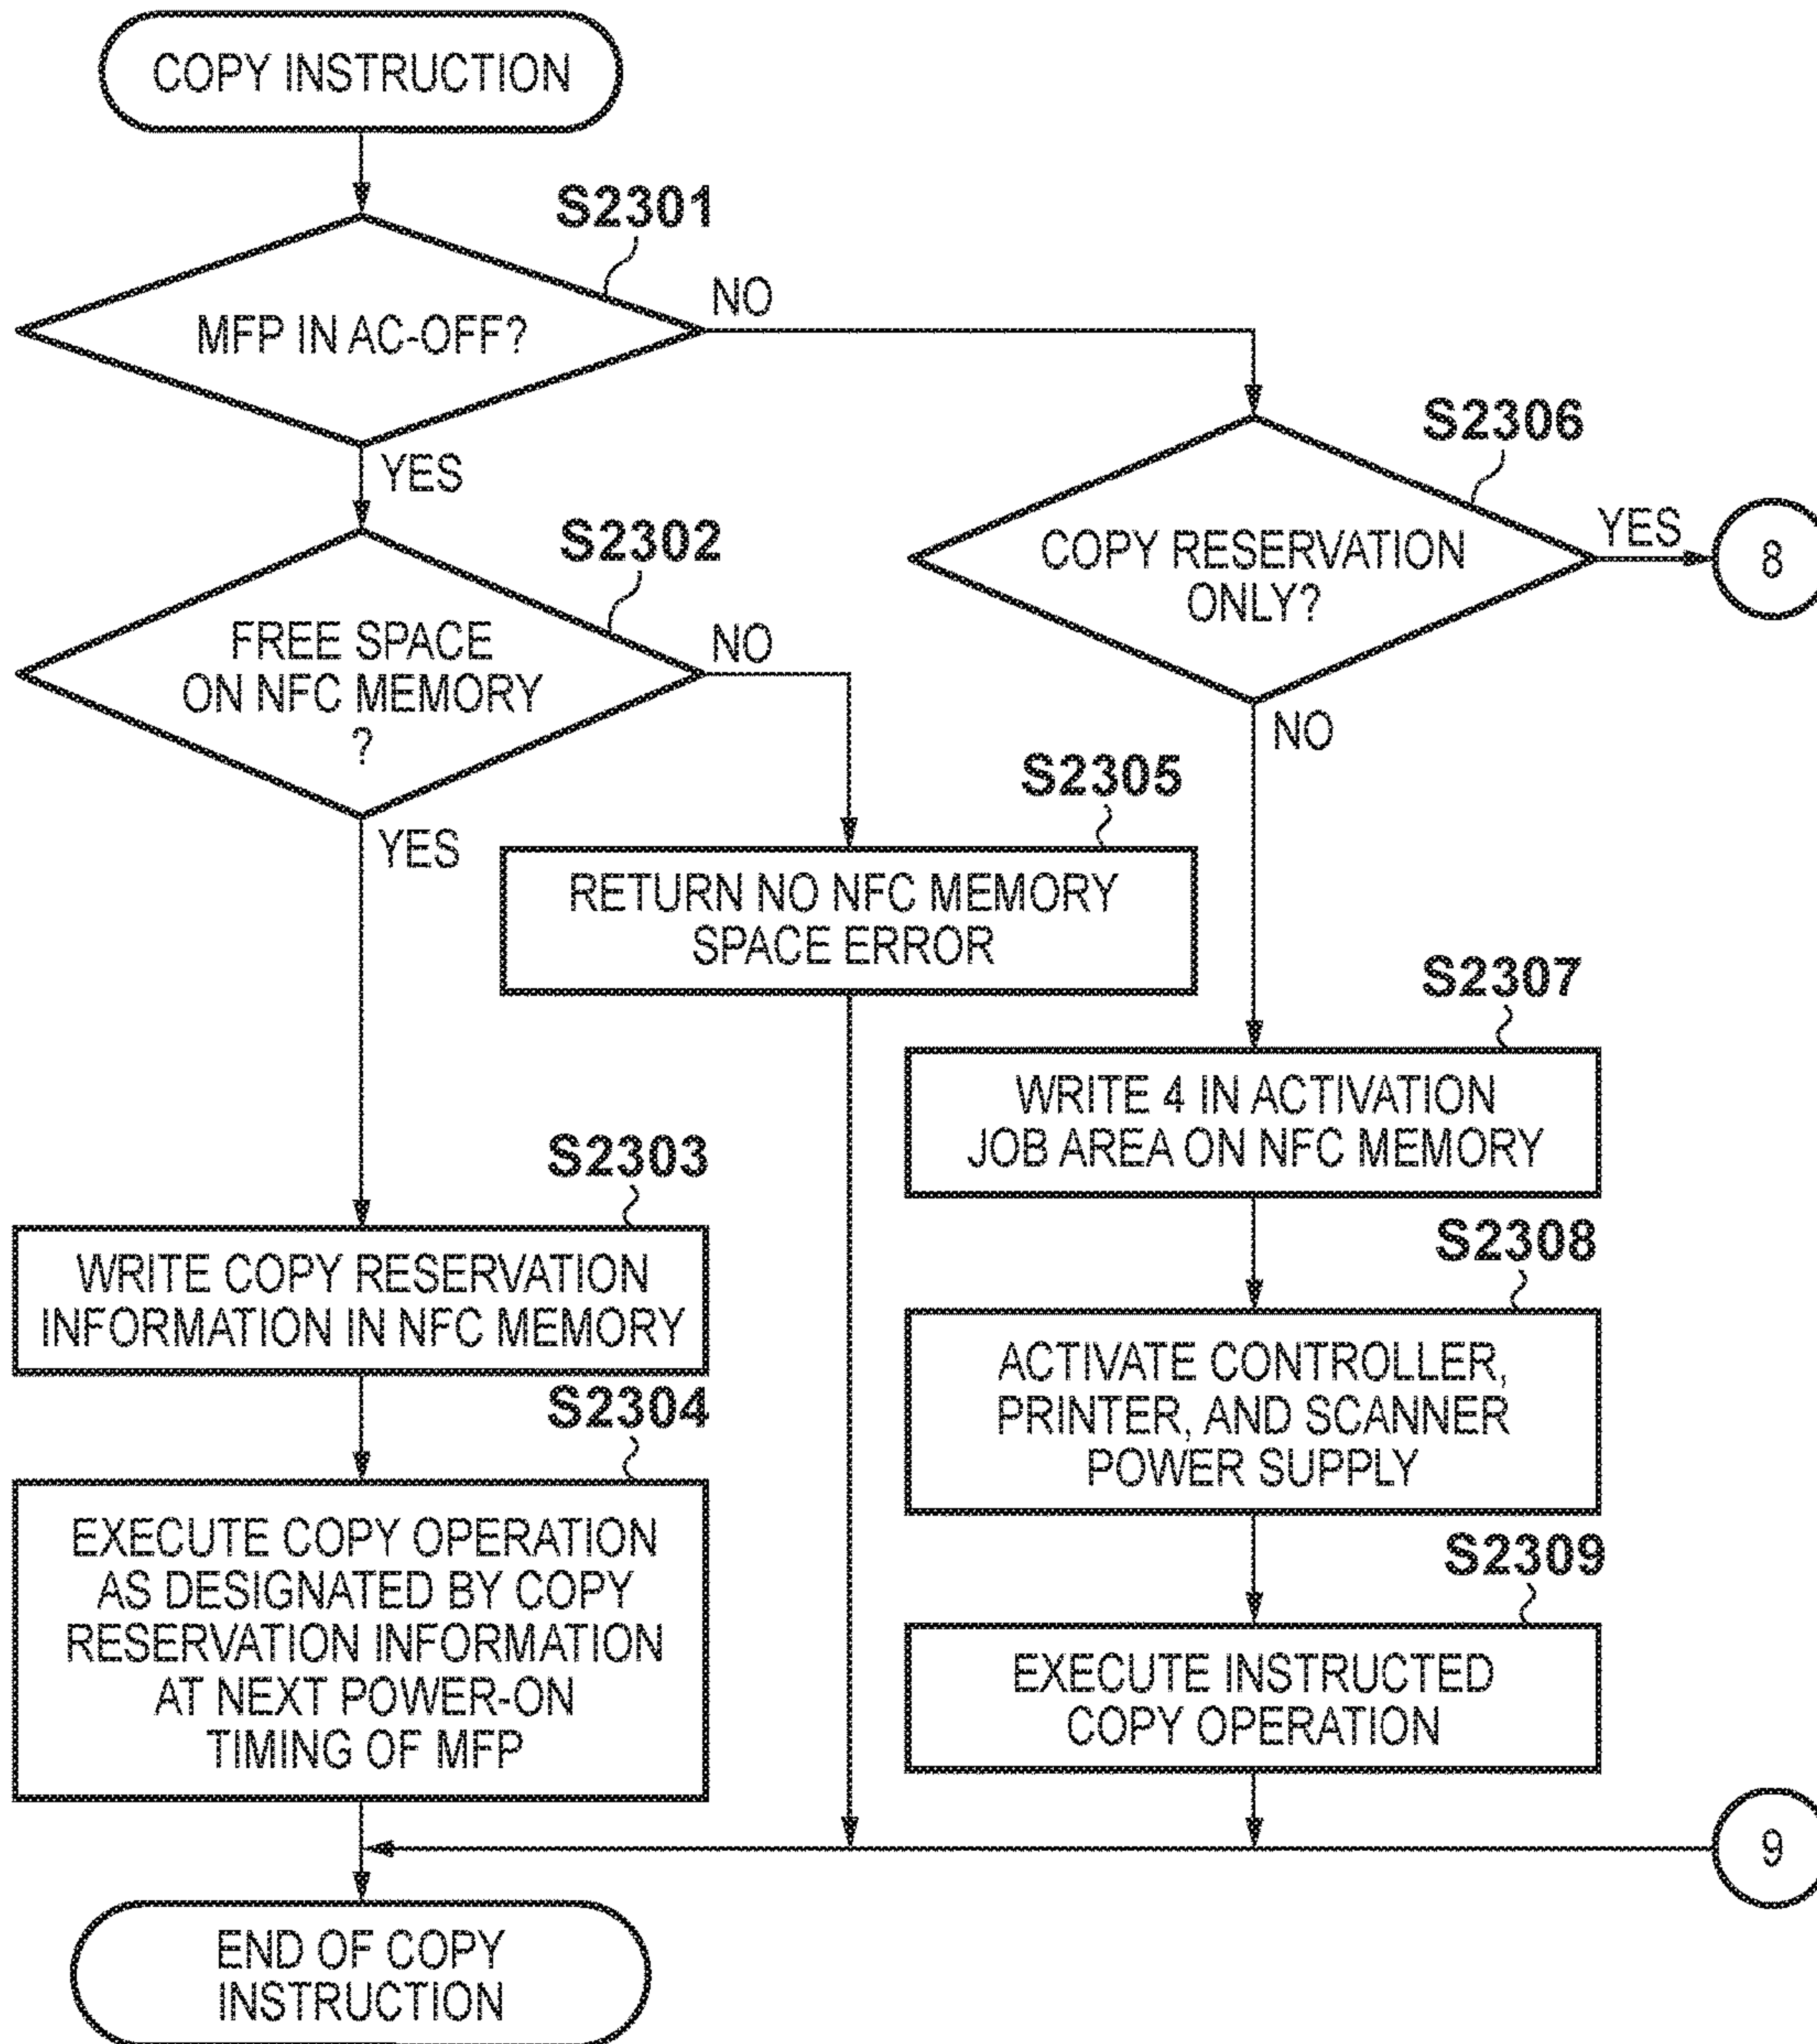 COPY INSTRUCTION
S2301
MFP IN AC-OFF?
NO
YES
S2302
FREE SPACE
ON NFC MEMORY
?
NO
YES
S2306
COPY RESERVATION
ONLY?
YES
8
NO
S2305
RETURN NO NFC MEMORY
SPACE ERROR
S2303
WRITE COPY RESERVATION
INFORMATION IN NFC MEMORY
S2304
EXECUTE COPY OPERATION
AS DESIGNATED BY COPY
RESERVATION INFORMATION
AT NEXT POWER-ON
TIMING OF MFP
S2307
WRITE 4 IN ACTIVATION
JOB AREA ON NFC MEMORY
S2308
ACTIVATE CONTROLLER,
PRINTER, AND SCANNER
POWER SUPPLY
S2309
EXECUTE INSTRUCTED
COPY OPERATION
9
END OF COPY
INSTRUCTION